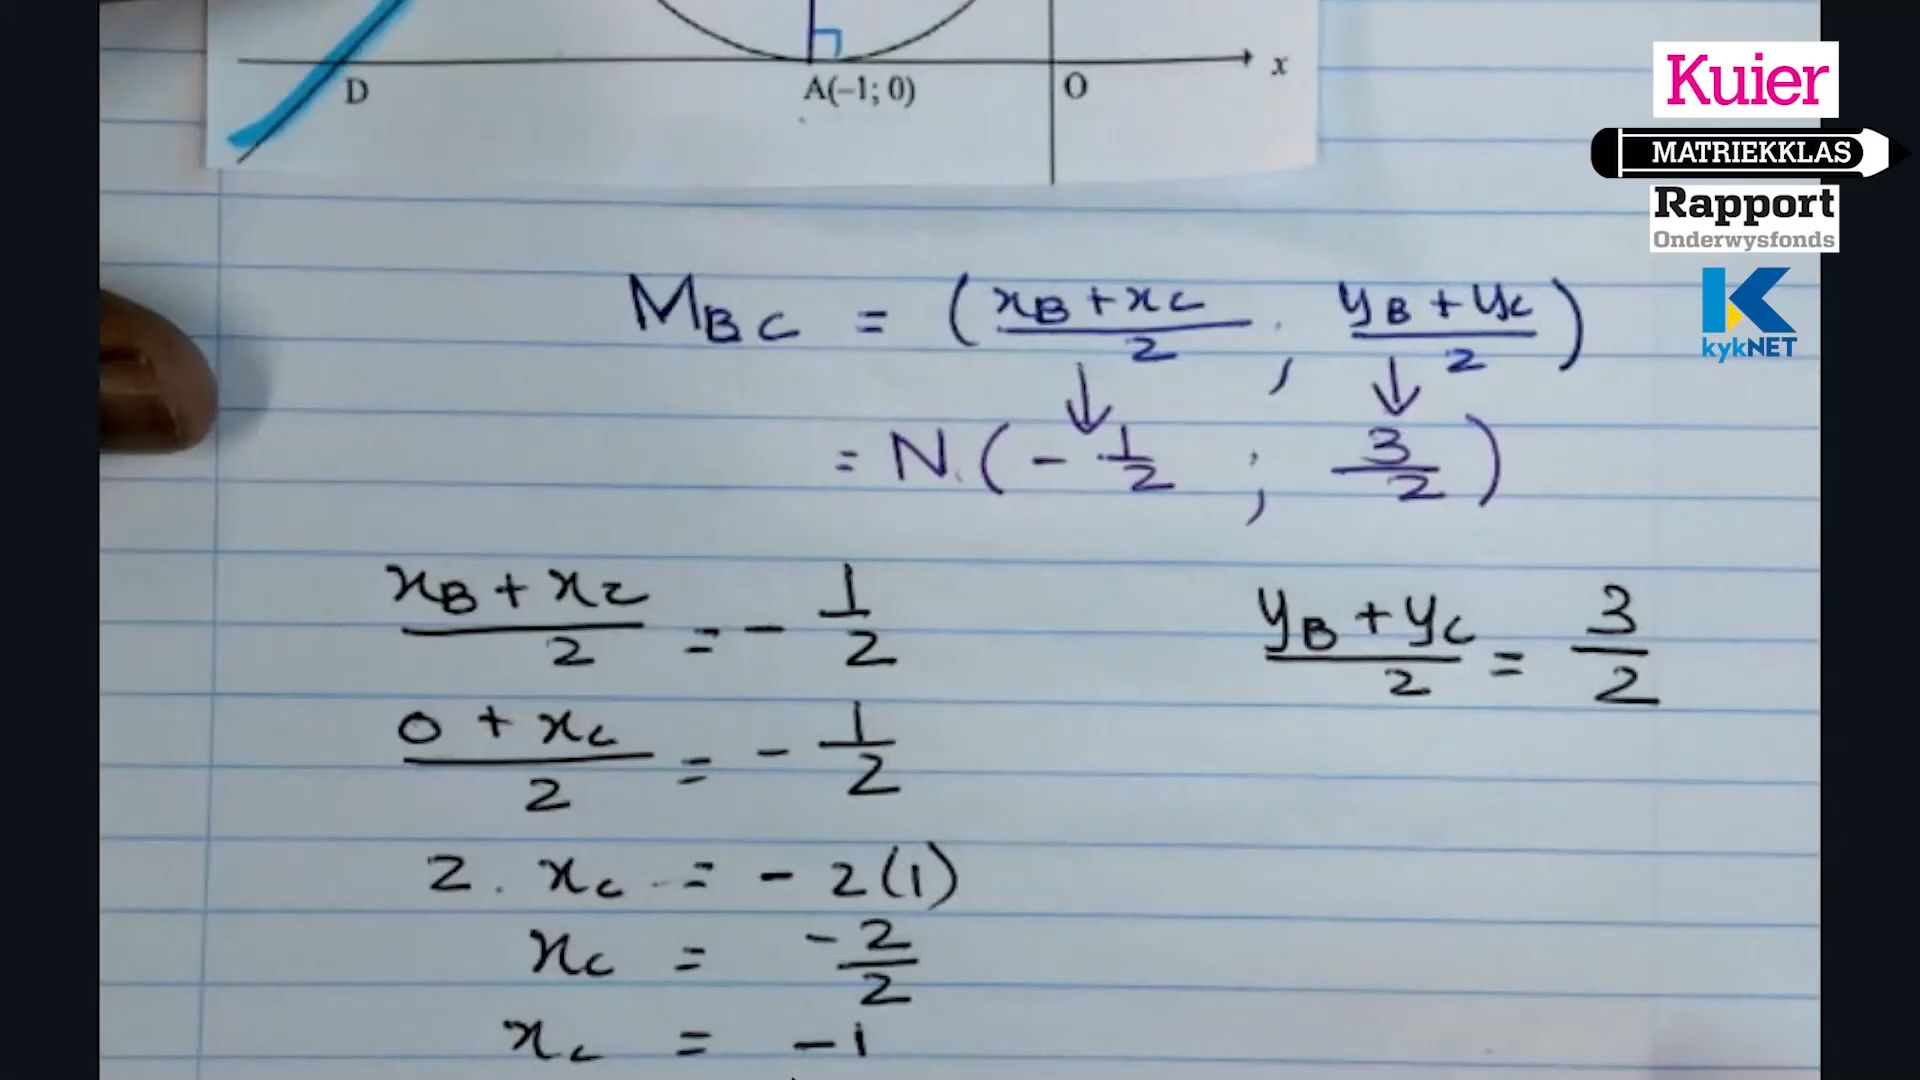 D A(−1; 0) O x
Kuier
MATRIEKKLAS
Rapport
Onderwysfonds
kykNET
M_BC = ( (x_B + x_C)/2 ; (y_B + y_C)/2 )
↓ ↓
= N ( − 1/2 ; 3/2 )
(x_B + x_C)/2 = − 1/2 (y_B + y_C)/2 = 3/2
(0 + x_C)/2 = − 1/2
2 . x_C = − 2(1)
x_C = −2/2
x_C = −1